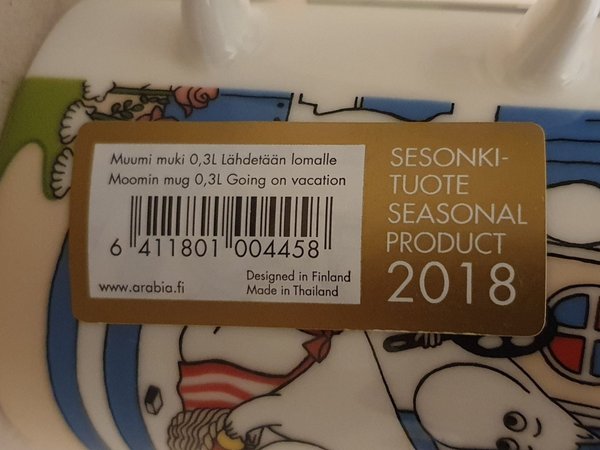 Muumi muki 0,3L Lähdetään lomalle
Moomin mug 0,3L Going on vacation
6 411801 004458
Designed in Finland
www.arabia.fi Made in Thailand
SESONKI-
TUOTE
SEASONAL
PRODUCT
2018